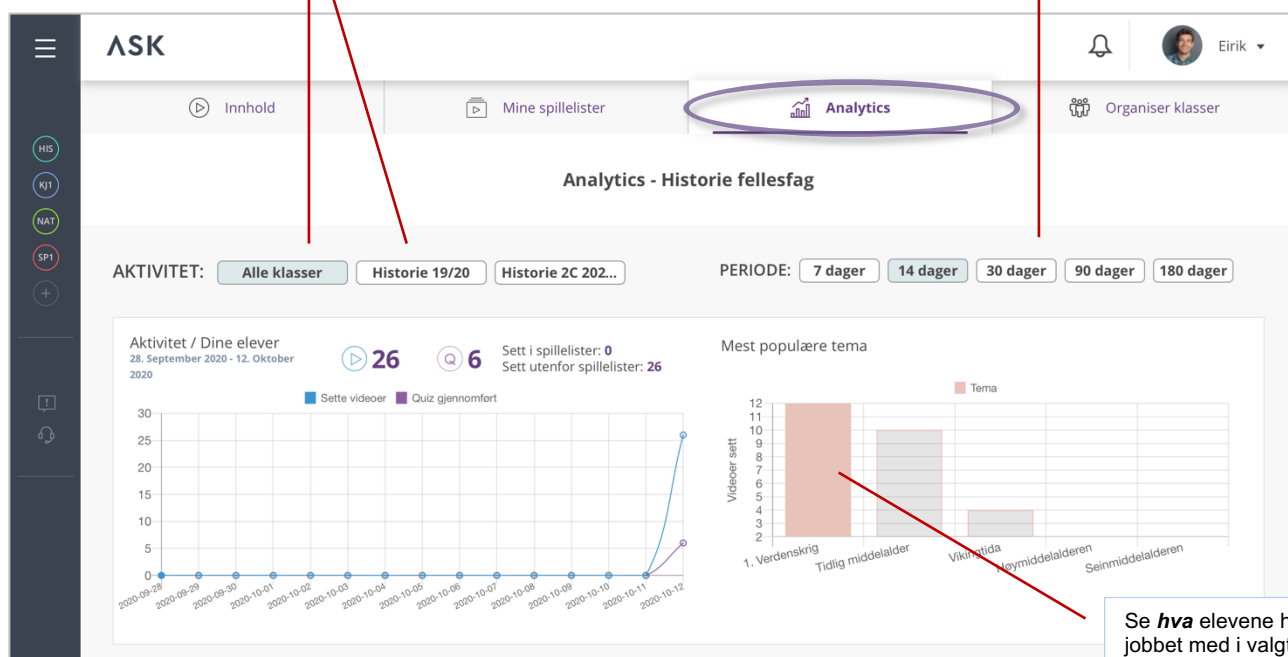 ASK
Eirik
Innhold
Mine spillelister
Analytics
Organiser klasser
HIS
KJ1
NAT
SP1
Analytics - Historie fellesfag
AKTIVITET: Alle klasser Historie 19/20 Historie 2C 202...
PERIODE: 7 dager 14 dager 30 dager 90 dager 180 dager
Aktivitet / Dine elever
28. September 2020 - 12. Oktober
2020
26
Q 6
Sett i spillelister: 0
Sett utenfor spillelister: 26
Sette videoer Quiz gjennomført
30
25
20
15
10
5
0
2020-09-28 2020-09-29 2020-09-30 2020-10-01 2020-10-02 2020-10-03 2020-10-04 2020-10-05 2020-10-06 2020-10-07 2020-10-08 2020-10-09 2020-10-10 2020-10-11 2020-10-12
Mest populære tema
Tema
Videoer sett
12
11
10
9
8
7
6
5
4
3
2
1. Verdenskrig Tidlig middelalder Vikingtida Høymiddelalderen Seinmiddelalderen
Se hva elevene h
jobbet med i valgt